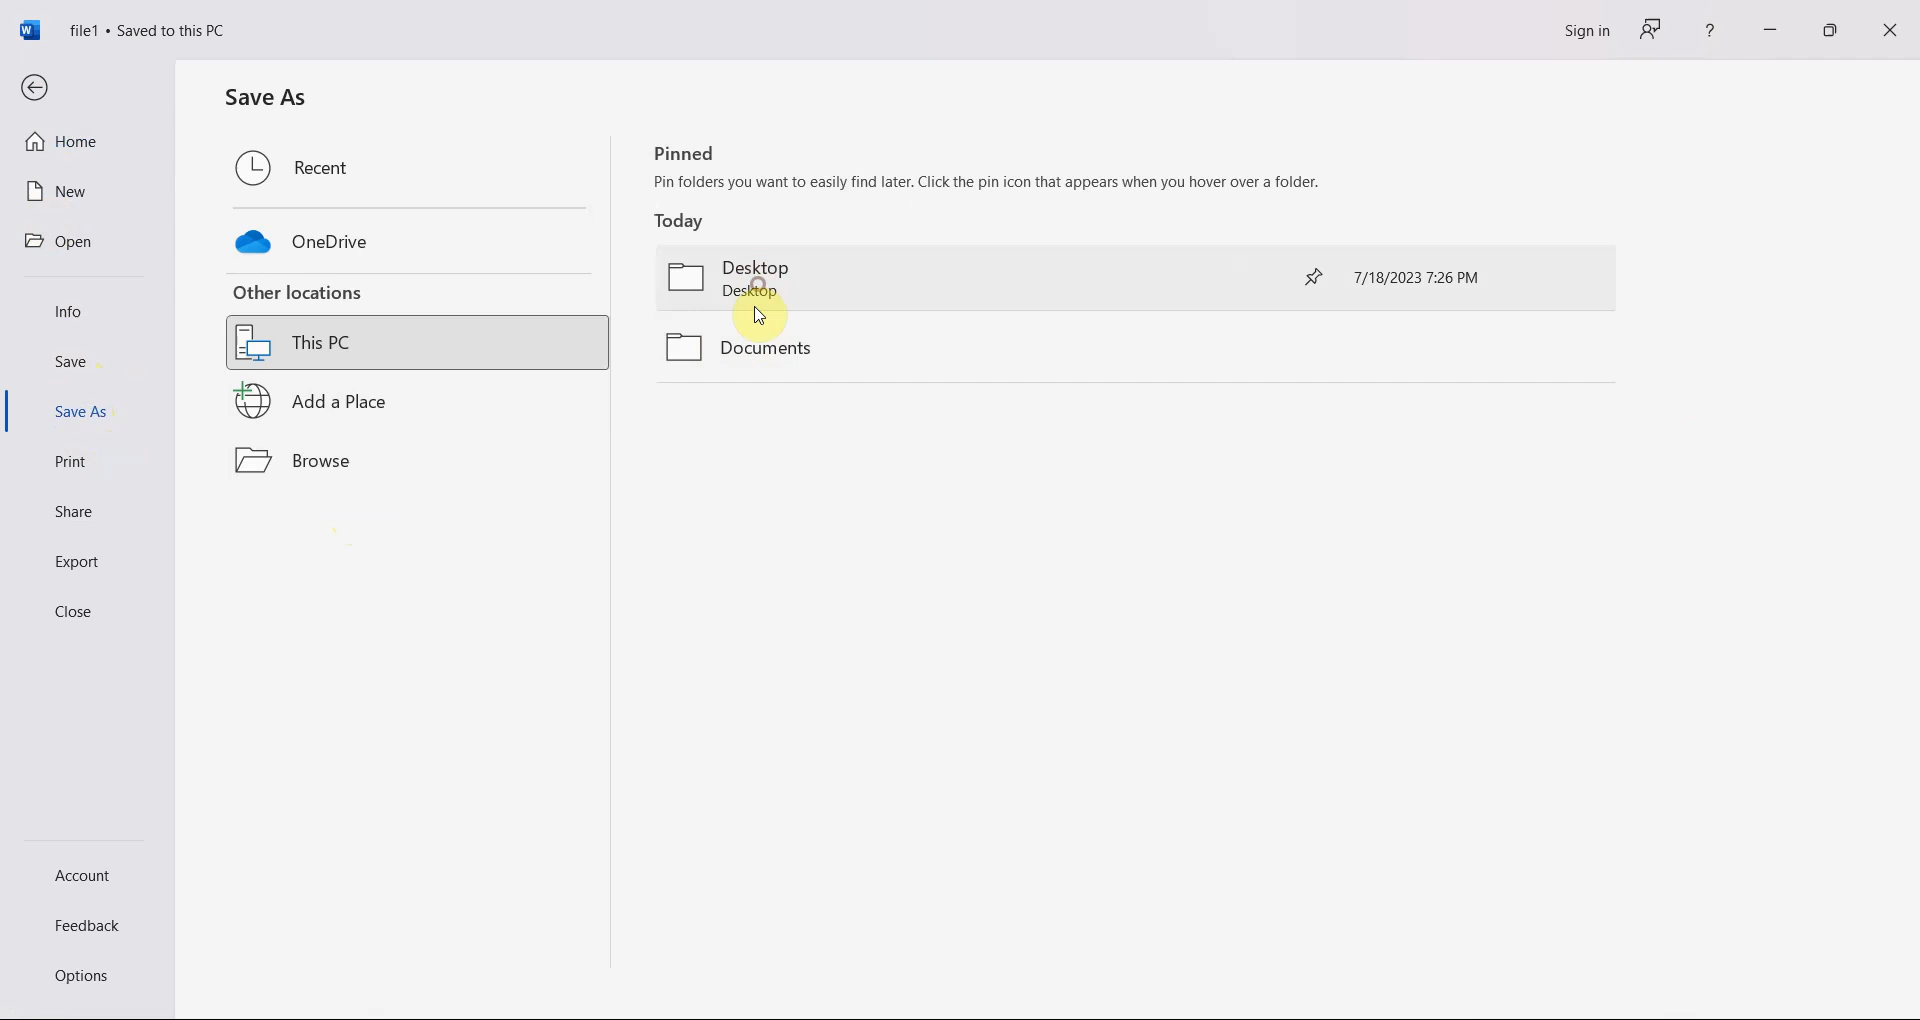 W file1 • Saved to this PC
Sign in
?
Home
New
Open
Info
Save
Save As
Print
Share
Export
Close
Account
Feedback
Options
Save As
Recent
OneDrive
Other locations
This PC
Add a Place
Browse
Pinned
Pin folders you want to easily find later. Click the pin icon that appears when you hover over a folder.
Today
Desktop
Desktop
7/18/2023 7:26 PM
Documents